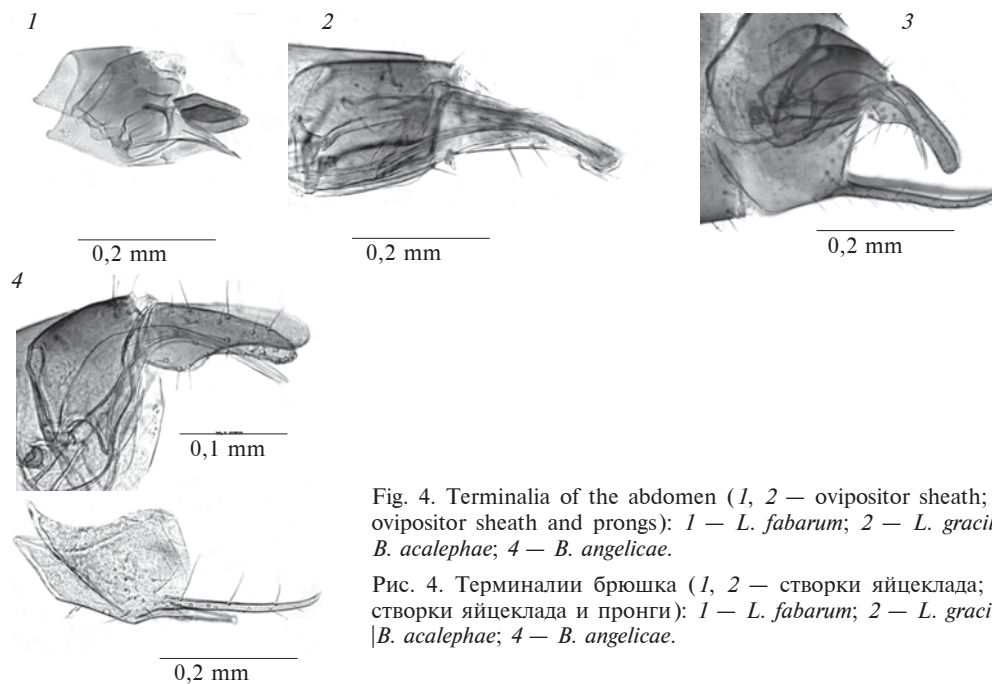 1
2
3
0,2 mm
0,2 mm
0,2 mm
4
0,1 mm
0,2 mm
Fig. 4. Terminalia of the abdomen (1, 2 — ovipositor sheath;
ovipositor sheath and prongs): 1 — L. fabarum; 2 — L.
B. acalephae; 4 — B. angelicae.
Рис. 4. Терминалии брюшка (1, 2 — створки яйцеклада;
створки яйцеклада и пронги): 1 — L. fabarum; 2 — L.
|B. acalephae; 4 — B. angelicae.